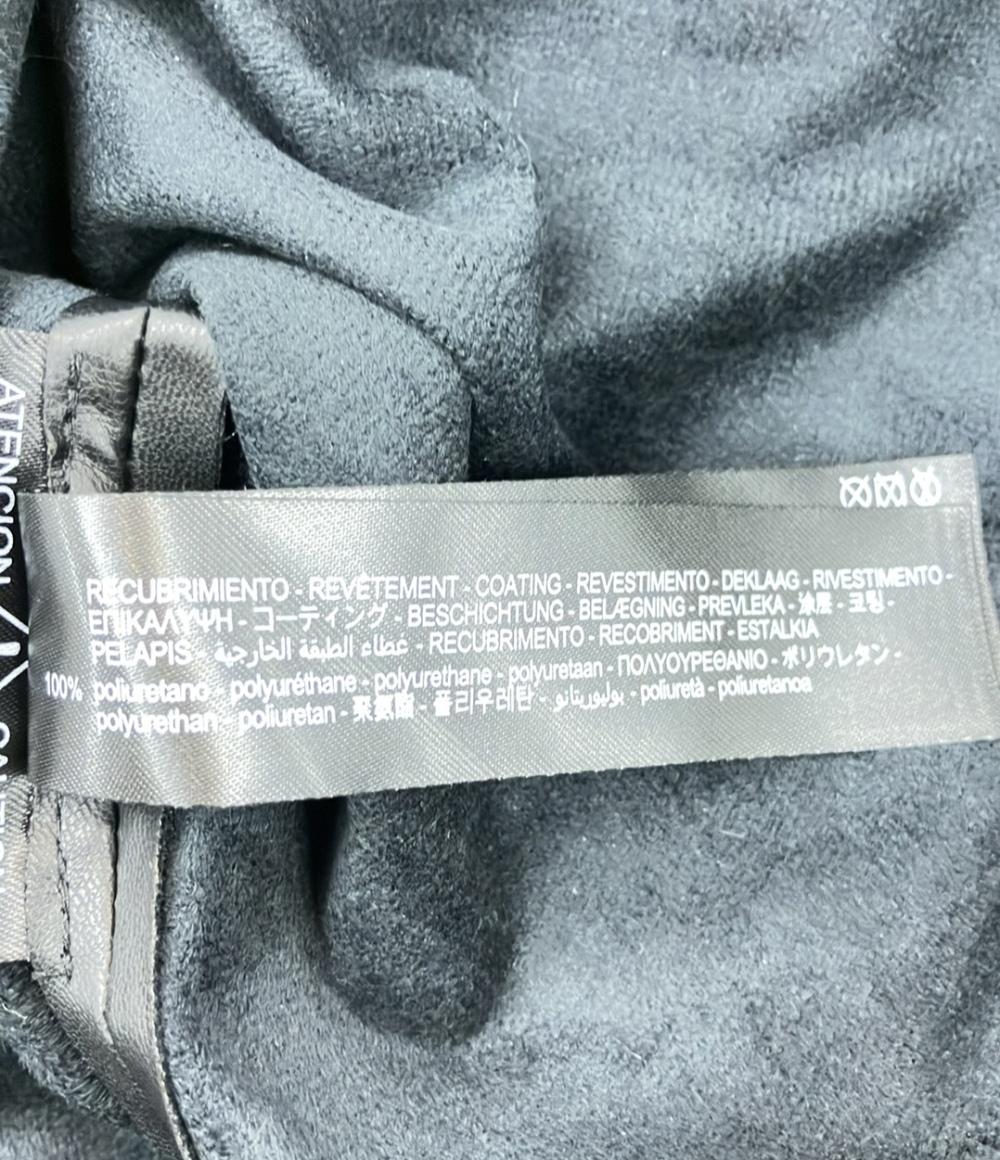 RECUBRIMIENTO - REVÊTEMENT - COATING - REVESTIMENTO - DEKLAAG - RIVESTIMENTO -
ΕΠΙΚΑΛΥΨΗ - コーティング - BESCHICHTUNG - BELÆGNING - PREVLEKA - 涂层 - 코팅 -
PELAPIS - غطاء الطبقة الخارجية - RECUBRIMENTO - RECOBRIMENT - ESTALKIA
100% poliuretano - polyuréthane - polyurethane - polyurethaan - ΠΟΛΥΟΥΡΕΘΑΝΙΟ - ポリウレタン -
polyurethan - poliuretan - 聚氨酯 - 폴리우레탄 - بوليوريتانو - poliuretà - poliuretanoa
ATENCION